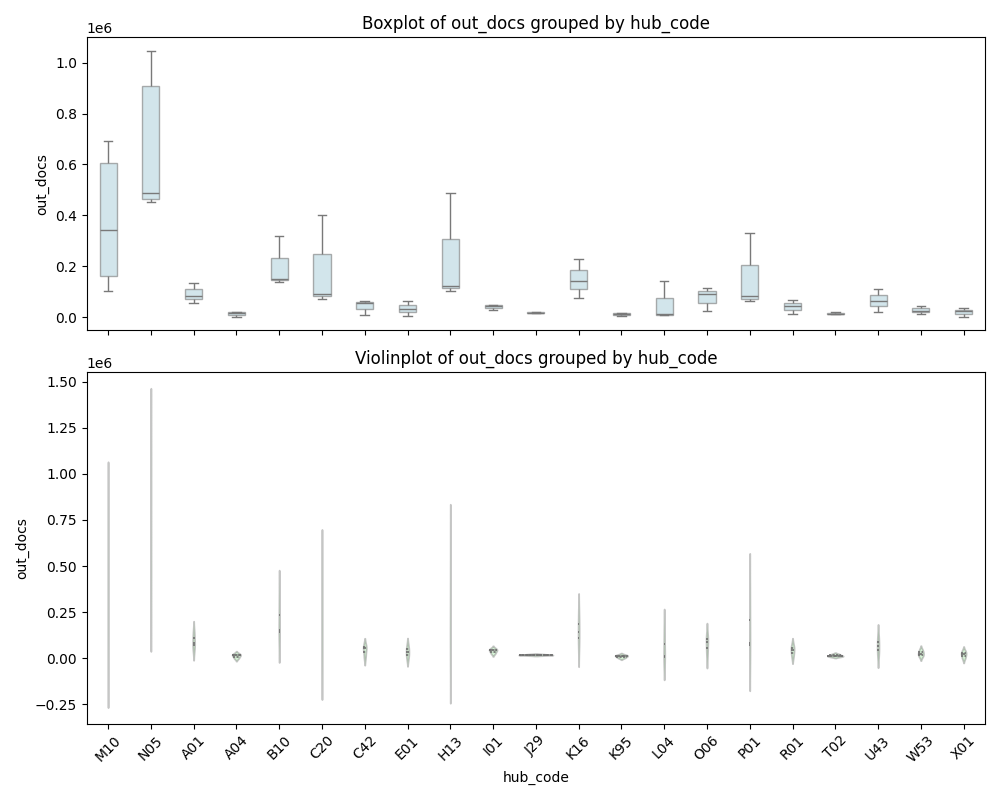 Boxplot of out_docs grouped by hub_code
1e6
1.0
0.8
0.6
0.4
0.2
0.0
out_docs
Violinplot of out_docs grouped by hub_code
1e6
1.50
1.25
1.00
0.75
0.50
0.25
0.00
−0.25
out_docs
M10 N05 A01 A04 B10 C20 C42 E01 H13 I01 J29 K16 K95 L04 O06 P01 R01 T02 U43 W53 X01
hub_code